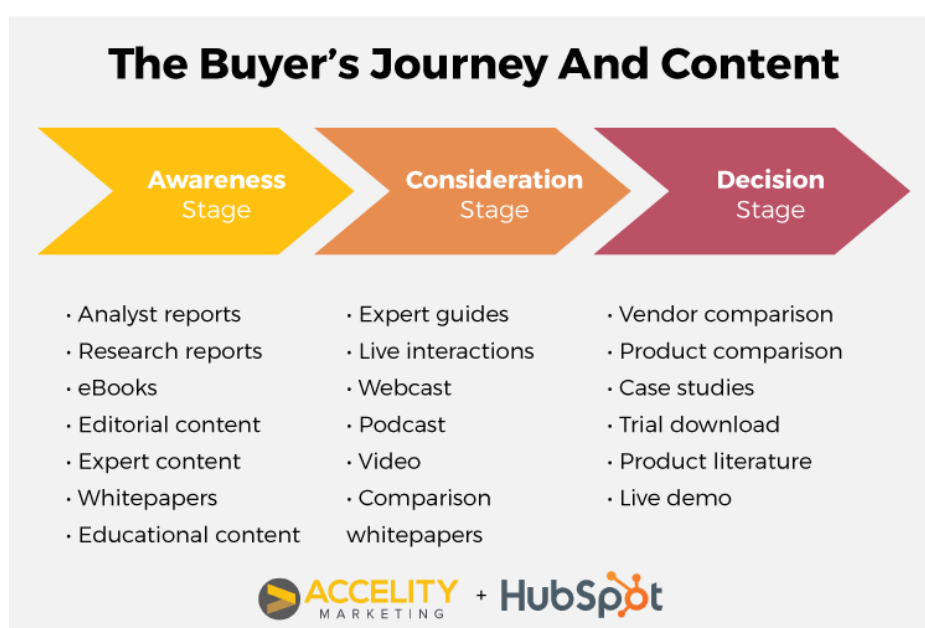 The Buyer's Journey And Content
Awareness
Stage
Consideration
Stage
Decision
Stage
· Analyst reports
· Research reports
· eBooks
· Editorial content
· Expert content
· Whitepapers
· Educational content
· Expert guides
· Live interactions
· Webcast
· Podcast
· Video
· Comparison
whitepapers
· Vendor comparison
· Product comparison
· Case studies
· Trial download
· Product literature
· Live demo
ACCELITY
MARKETING
+
HubSpot